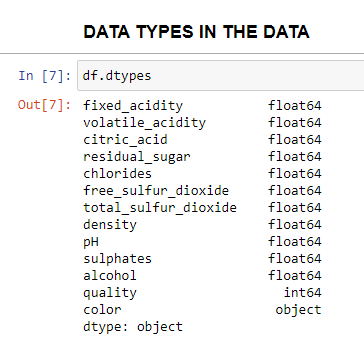 DATA TYPES IN THE DATA
In [7]: df.dtypes
Out[7]: fixed_acidity float64
volatile_acidity float64
citric_acid float64
residual_sugar float64
chlorides float64
free_sulfur_dioxide float64
total_sulfur_dioxide float64
density float64
pH float64
sulphates float64
alcohol float64
quality int64
color object
dtype: object